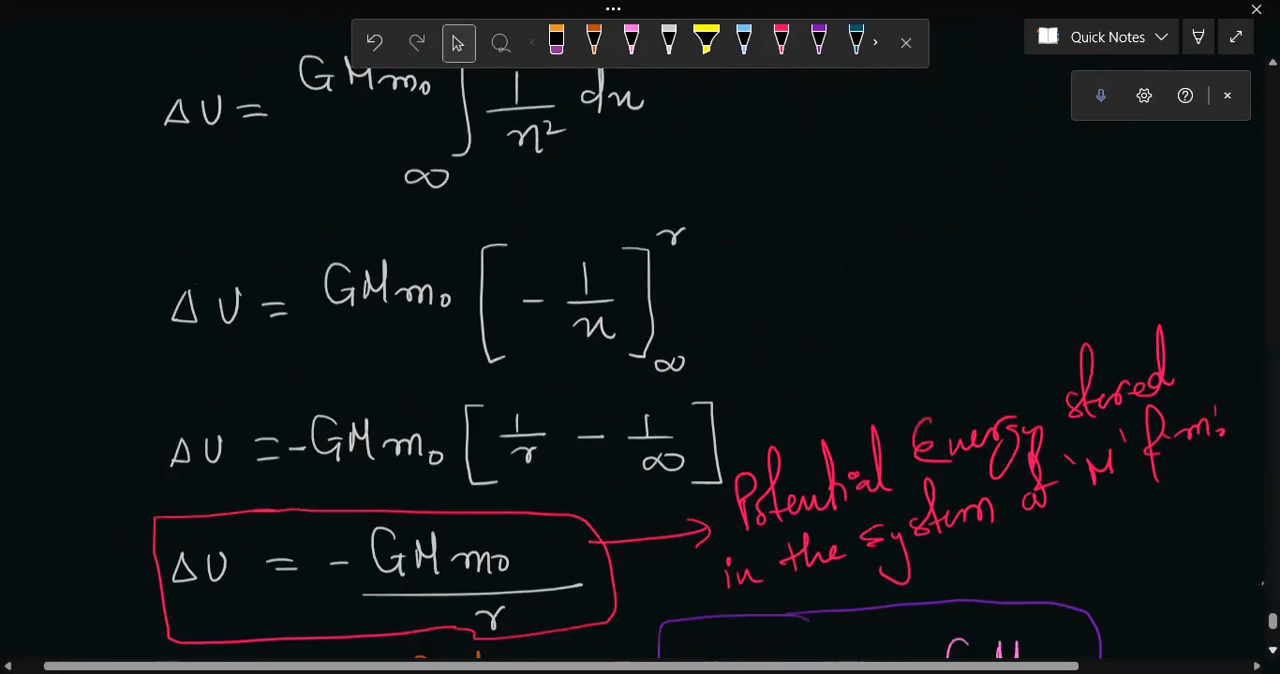 Quick Notes
ΔU = GMm₀ ∫ 1/x² dx
∞
ΔU = GMm₀ [ - 1/x ] r ∞
ΔU = -GMm₀ [ 1/r - 1/∞ ]
Potential Energy stored
in the system of 'M' & m₀
ΔU = - GMm₀/r
GM